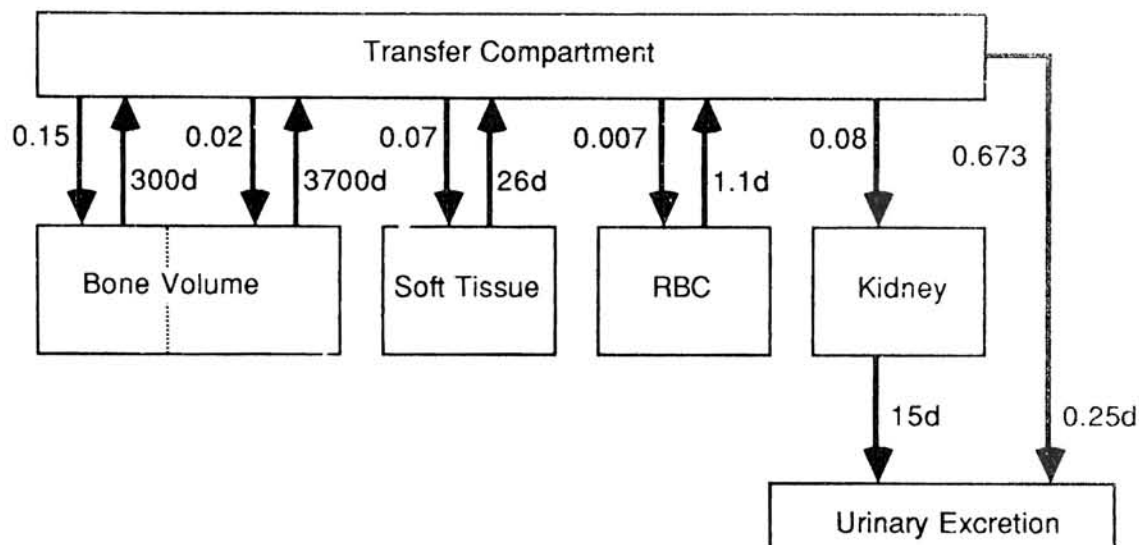 Transfer Compartment
0.15
0.02
0.07
0.007
0.08
0.673
300d
3700d
26d
1.1d
Bone Volume
Soft Tissue
RBC
Kidney
15d
0.25d
Urinary Excretion